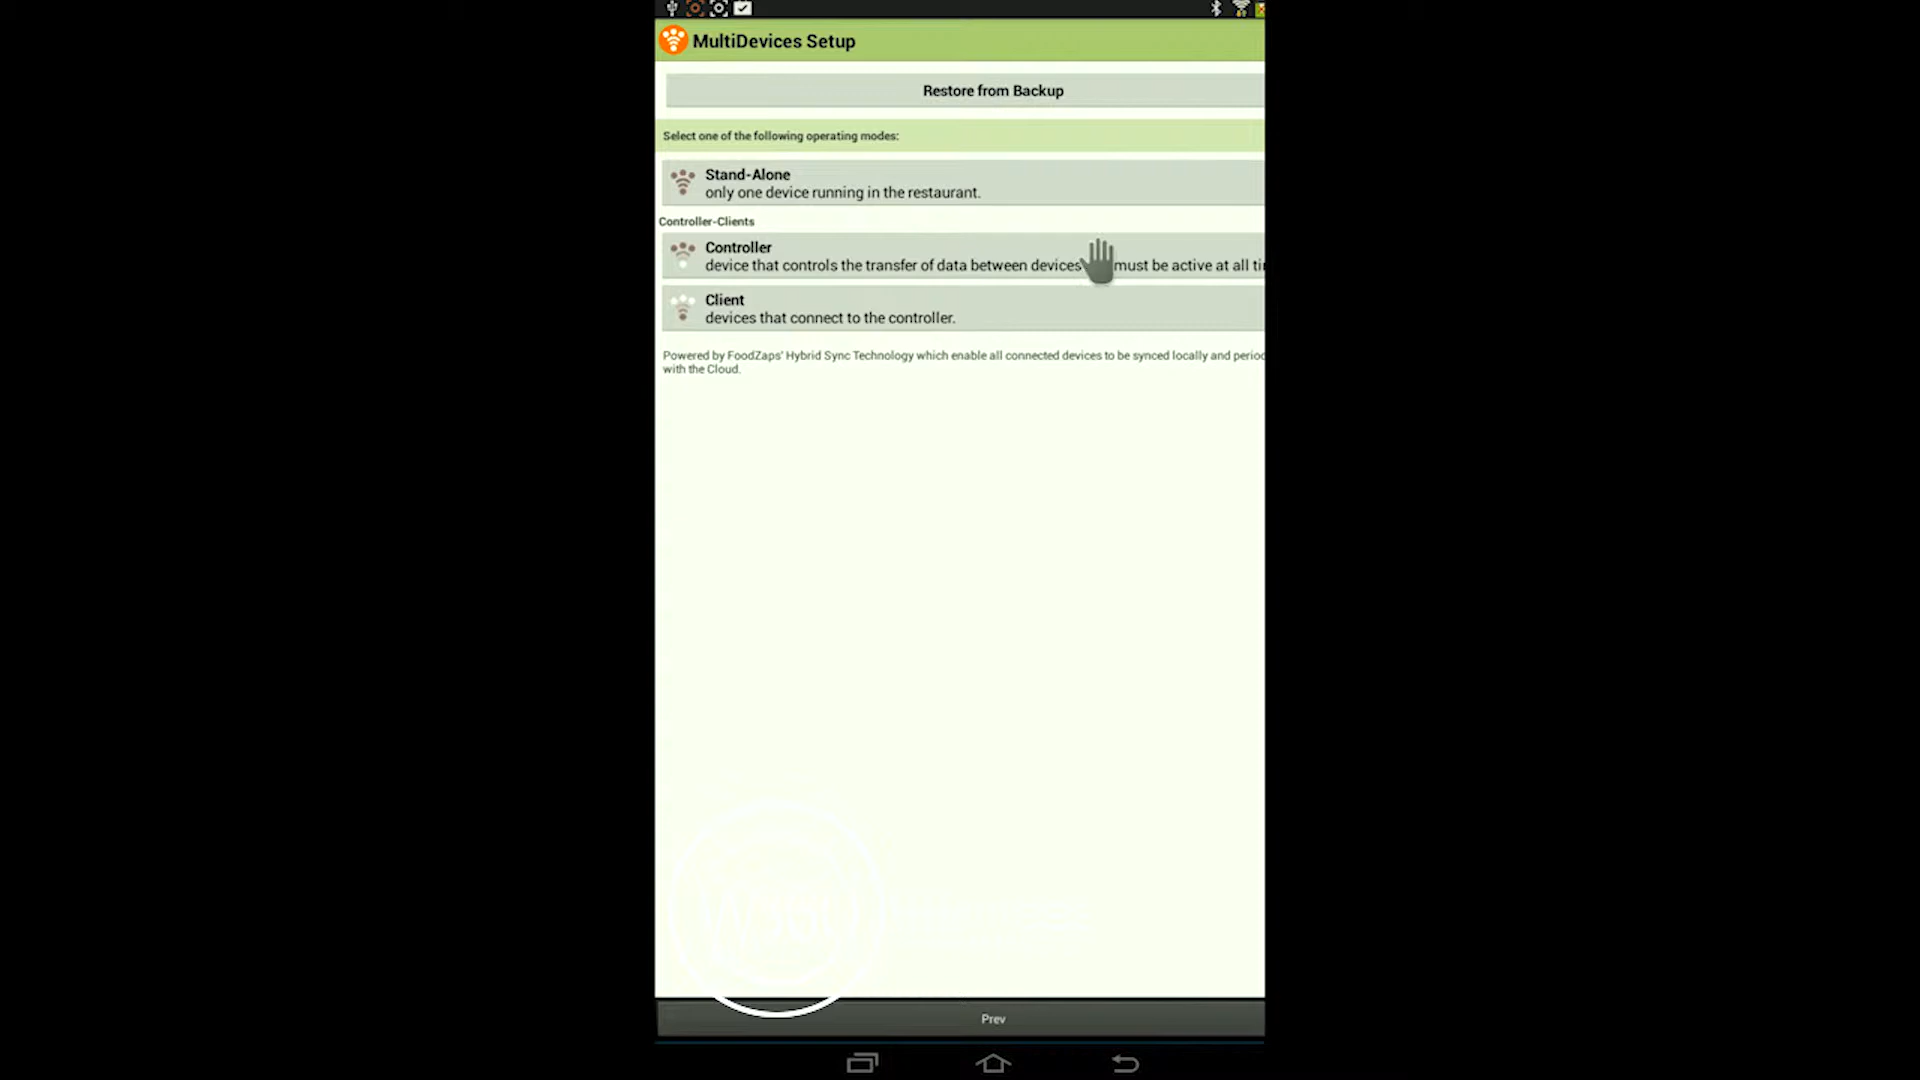 MultiDevices Setup
Restore from Backup
Select one of the following operating modes:
Stand-Alone
only one device running in the restaurant.
Controller-Clients
Controller
device that controls the transfer of data between devices must be active at all
Client
devices that connect to the controller.
Powered by FoodZaps' Hybrid Sync Technology which enable all connected devices to be synced locally and
with the Cloud.
Prev